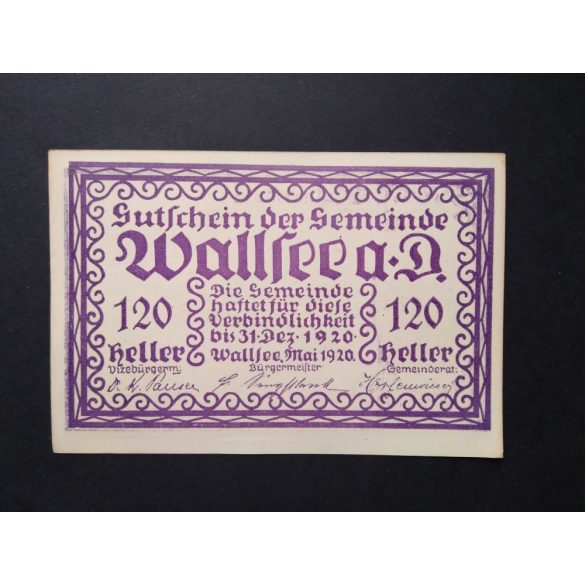 Gutschein der Gemeinde
Wallsee a.D.
120
Heller
Die Gemeinde
haftet für diese
Verbindlichkeit
bis 31. Dez. 1920.
Wallsee, Mai 1920.
120
Heller
Vizebürgerm:
Bürgermeister
Gemeinderat: